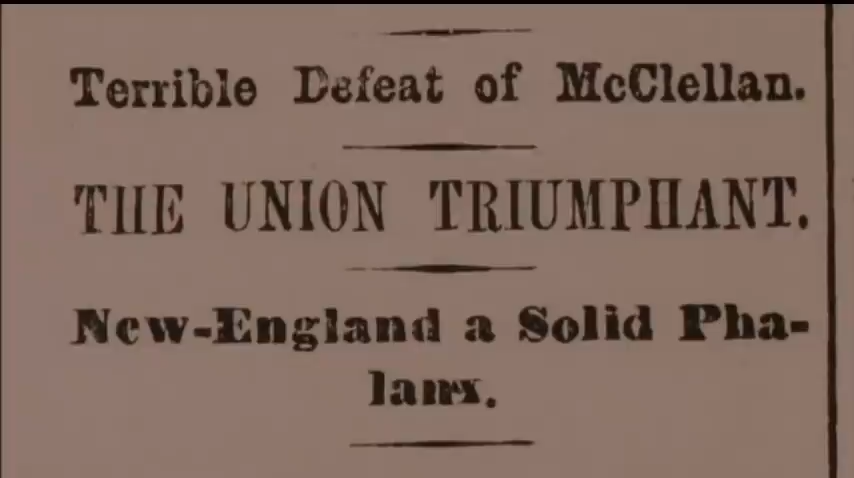 Terrible Defeat of McClellan.
THE UNION TRIUMPHANT.
New-England a Solid Pha-
lanx.